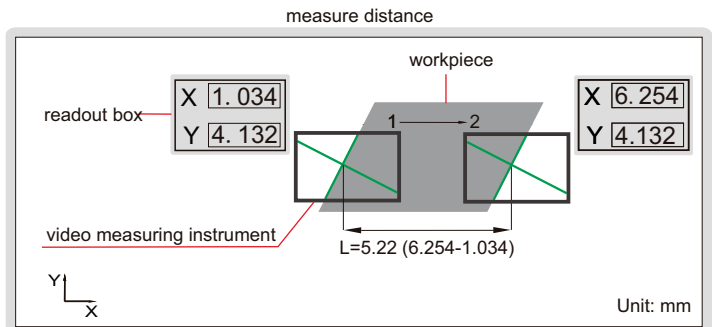 measure distance
workpiece
readout box
X 1. 034
Y 4. 132
1
2
X 6. 254
Y 4.132
video measuring instrument
L=5.22 (6.254-1.034)
Y
X
Unit: mm